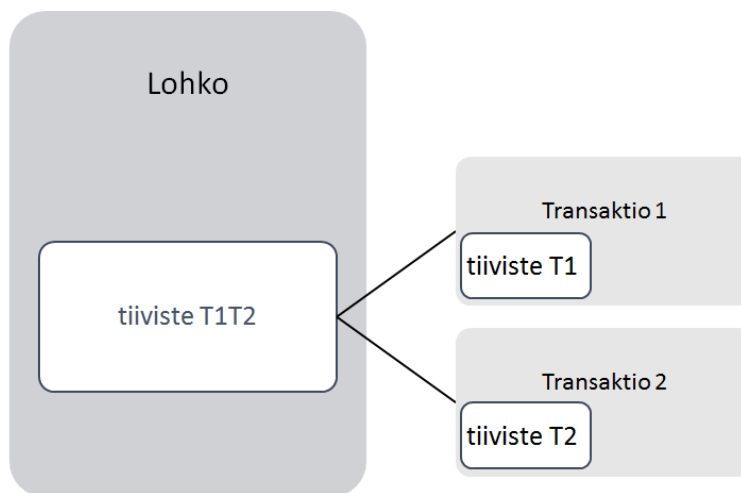 Lohko
tiiviste T1T2
Transaktio 1
tiiviste T1
Transaktio 2
tiiviste T2